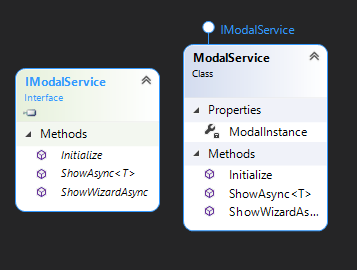 IModalService
Interface
Methods
Initialize
ShowAsync<T>
ShowWizardAsync
IModalService
ModalService
Class
Properties
ModalInstance
Methods
Initialize
ShowAsync<T>
ShowWizardAs...